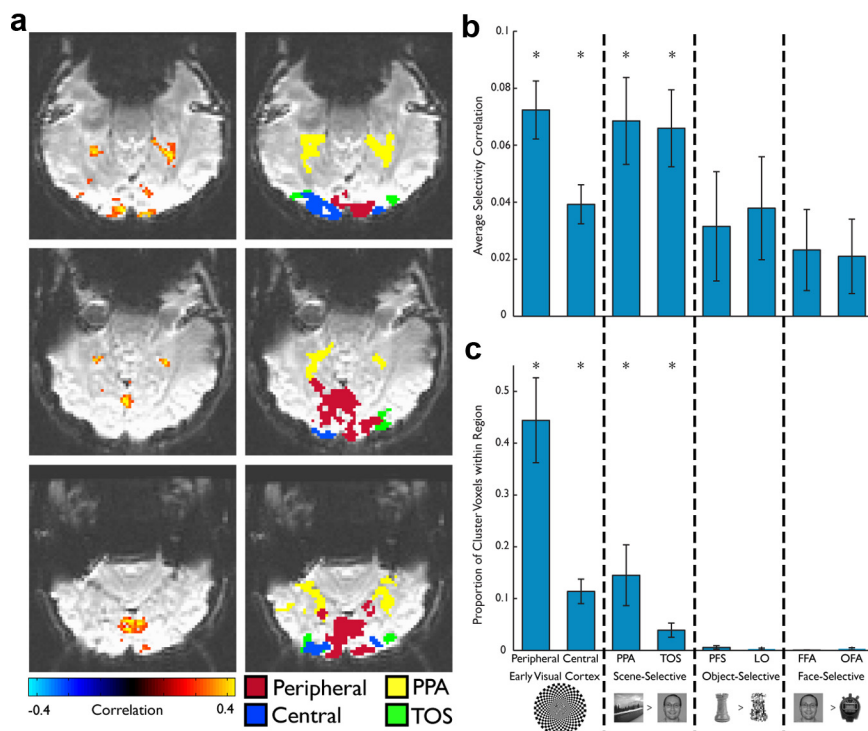 a
-0.4
Correlation
0.4
Peripheral
Central
PPA
TOS
b
Average Selectivity Correlation
0.1
0.08
0.06
0.04
0.02
0
* * * *
c
Proportion of Cluster Voxels within Region
0.5
0.4
0.3
0.2
0.1
0
* * * *
Peripheral Central PPA TOS PFS LO FFA OFA
Early Visual Cortex Scene-Selective Object-Selective Face-Selective
> > >